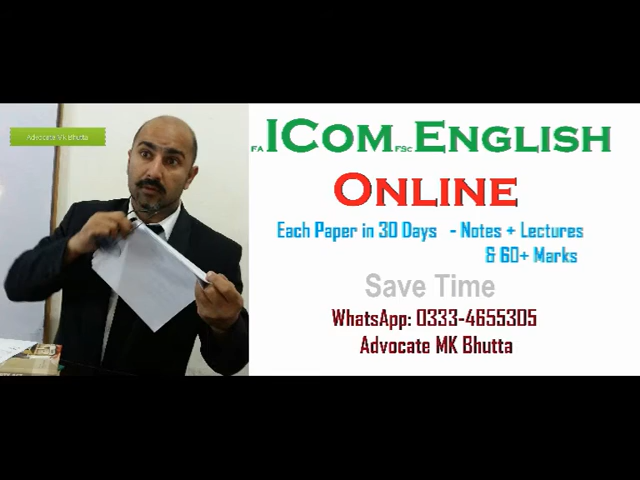 Advocate Mk Bhutta
FA ICom FSC English
Online
Each Paper in 30 Days - Notes + Lectures
& 60+ Marks
Save Time
WhatsApp: 0333-4655305
Advocate MK Bhutta